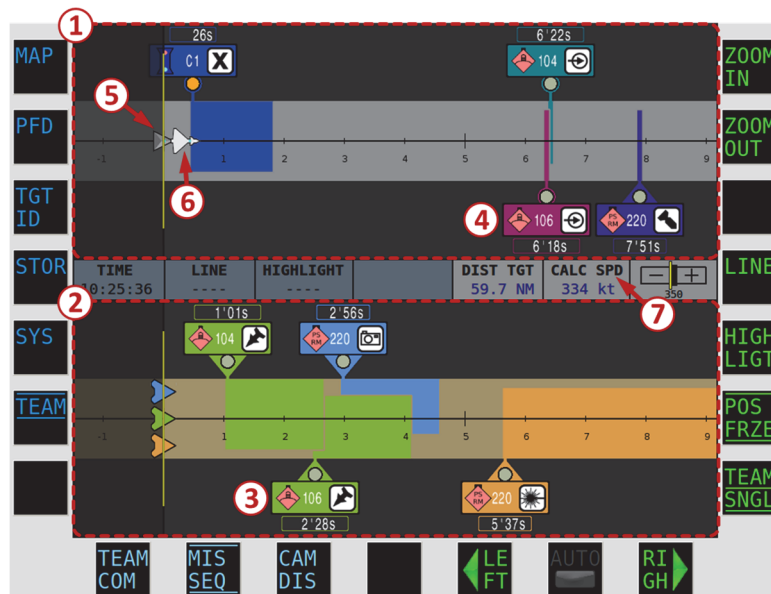 1
26s
6'22s
C1 X
104
5
-1 1 2 3 4 5 6 7 8 9
6
4
106
PS RM 220
6'18s
7'51s
MAP
PFD
TGT
ID
STOR
SYS
TEAM
ZOOM
IN
ZOOM
OUT
LINE
HIGH
LIGT
POS
FRZE
TEAM
SNGL
TIME
10:25:36
LINE
----
HIGHLIGHT
----
DIST TGT
59.7 NM
CALC SPD
334 kt
350
7
2
1'01s
2'56s
104
PS RM 220
-1 1 2 3 4 5 6 7 8 9
3
106
PS RM 220
2'28s
5'37s
TEAM
COM
MIS
SEQ
CAM
DIS
LE
FT
AUTO
RI
GH